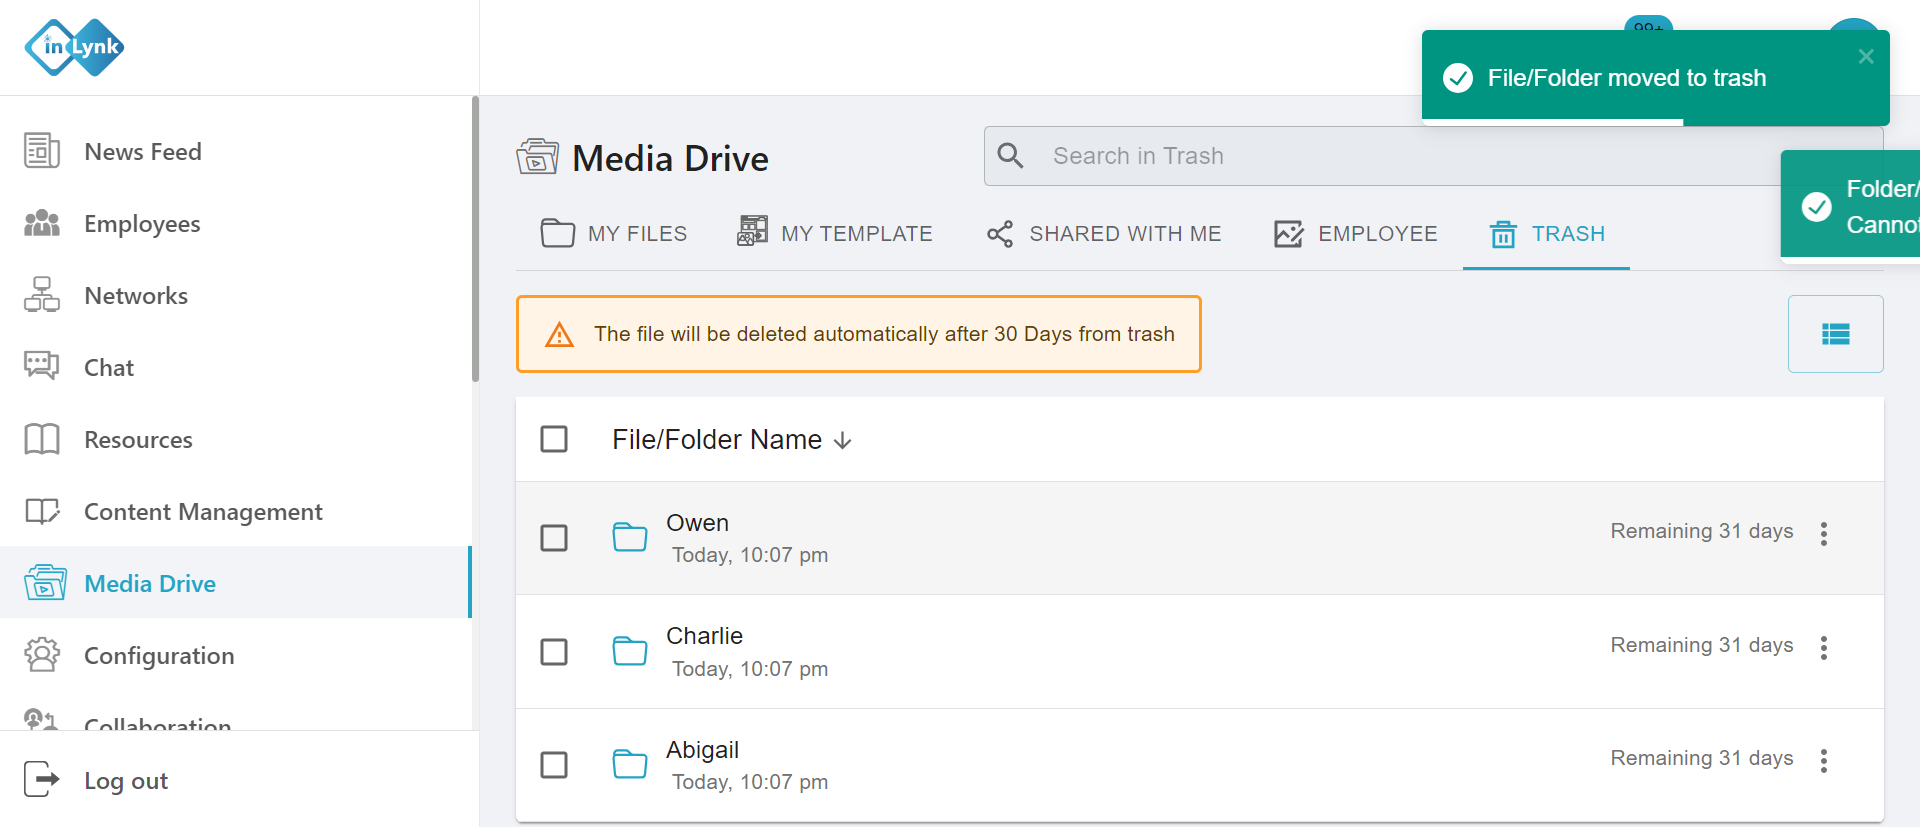 in Lynk
99+
File/Folder moved to trash
Folder/
Cannot
News Feed
Employees
Networks
Chat
Resources
Content Management
Media Drive
Configuration
Collaboration
Log out
Media Drive
Search in Trash
MY FILES
MY TEMPLATE
SHARED WITH ME
EMPLOYEE
TRASH
The file will be deleted automatically after 30 Days from trash
File/Folder Name
Owen
Today, 10:07 pm
Remaining 31 days
Charlie
Today, 10:07 pm
Remaining 31 days
Abigail
Today, 10:07 pm
Remaining 31 days